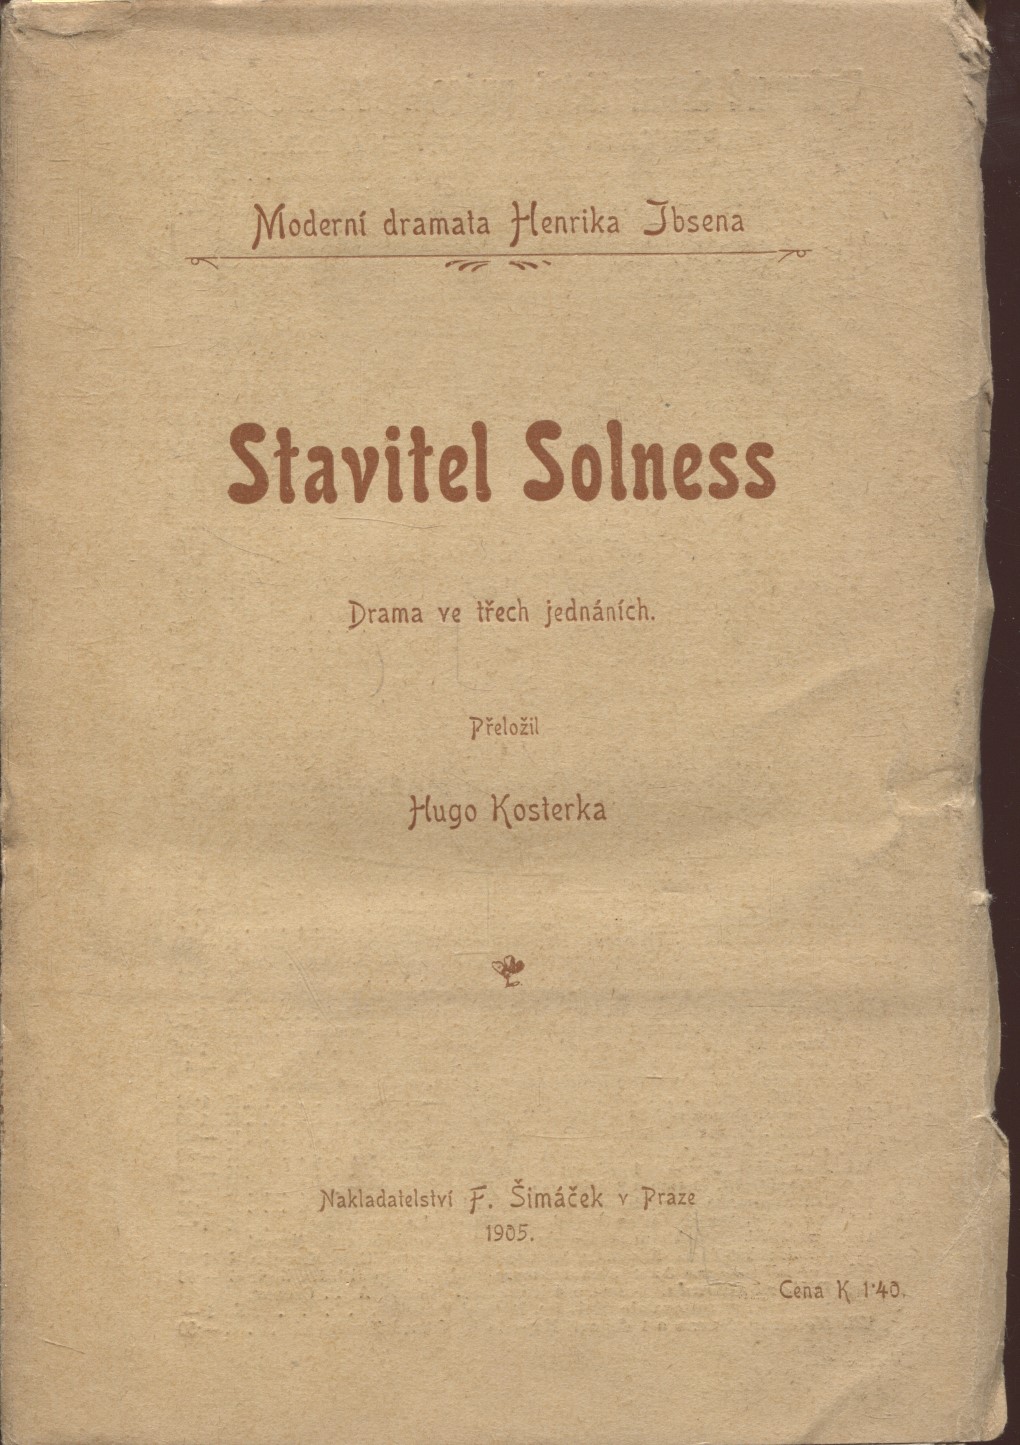 Moderní dramata Henrika Ibsena
Stavitel Solness
Drama ve třech jednáních.
Přeložil
Hugo Kosterka
Nakladatelství F. Šimáček v Praze
1905.
Cena K 1·40.